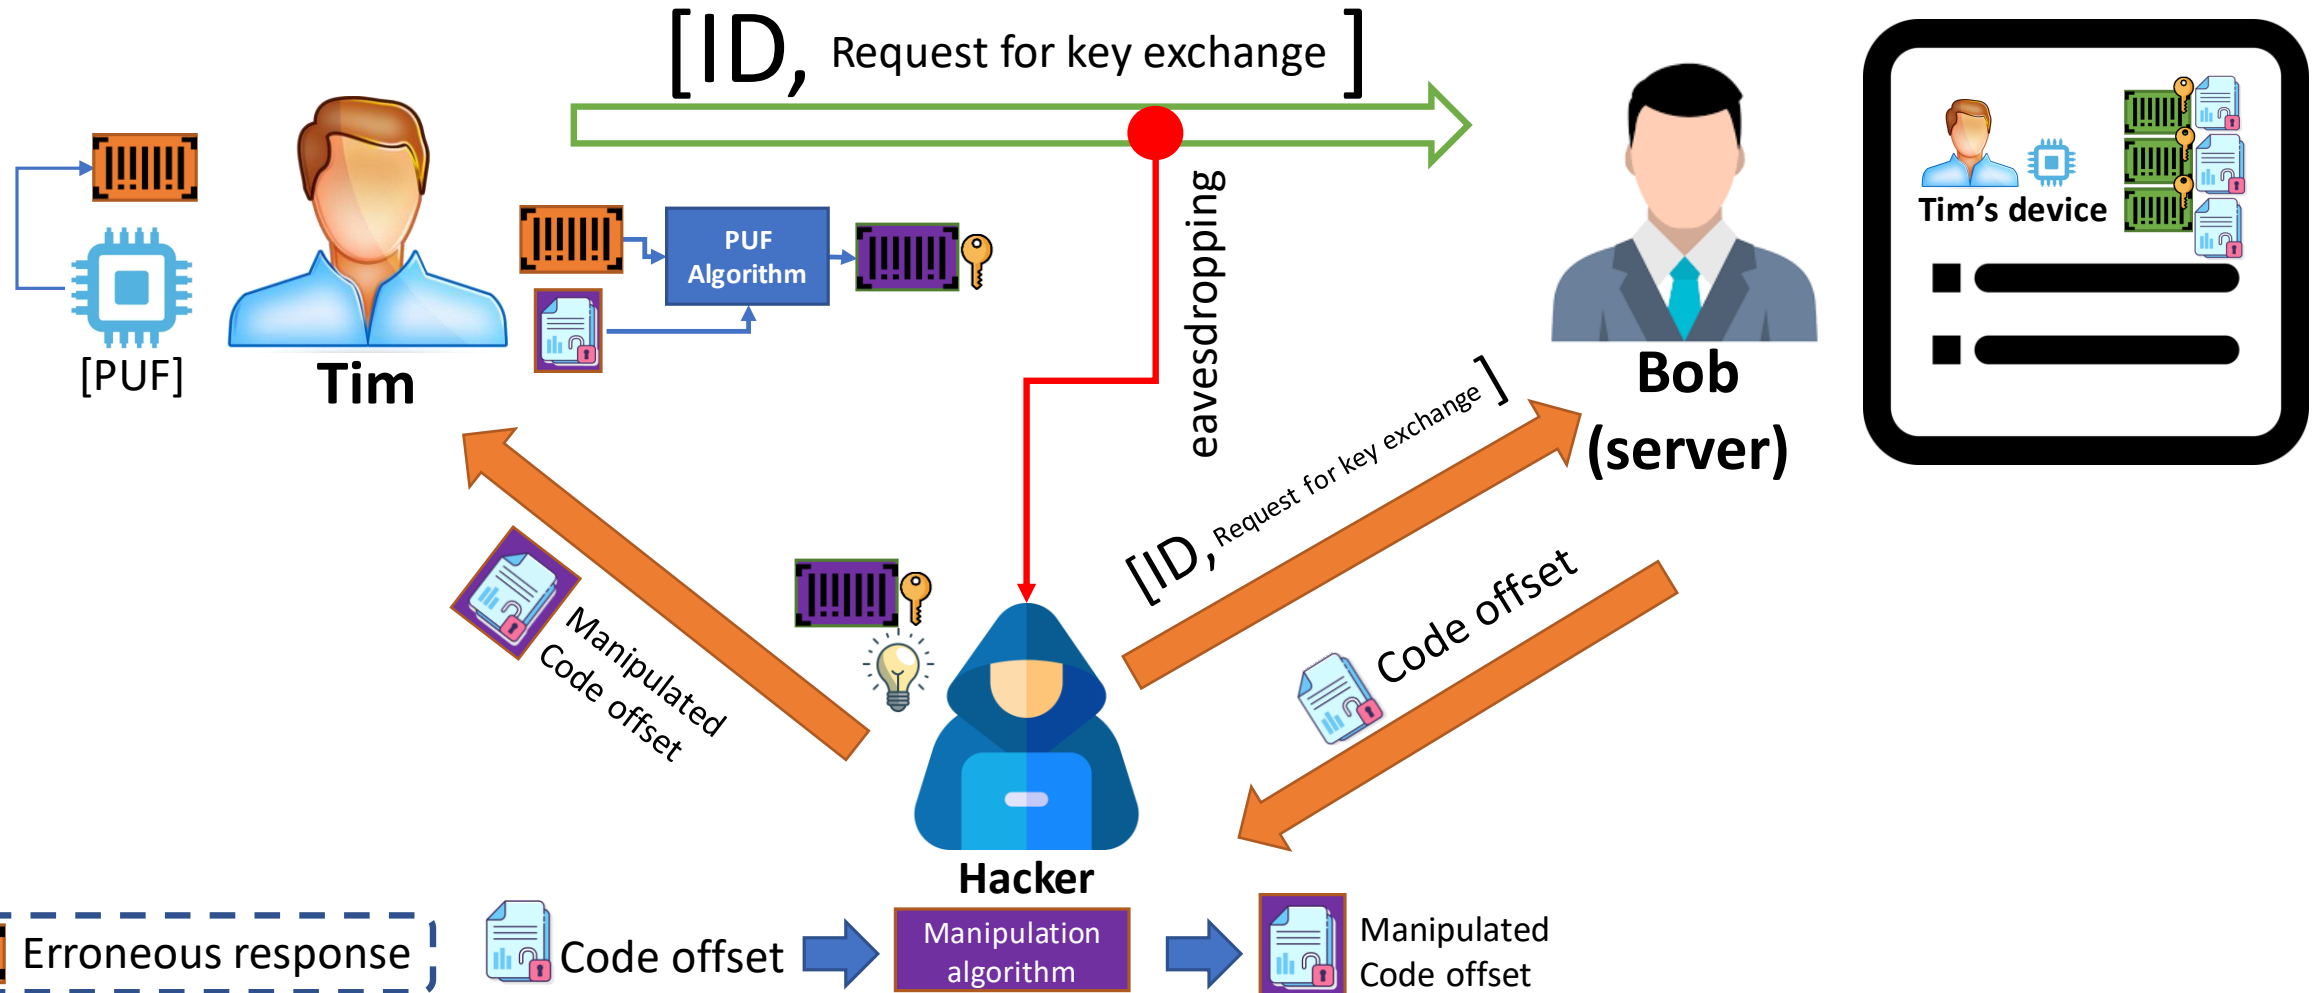 [ID, Request for key exchange ]
PUF
Algorithm
[PUF]
Tim
eavesdropping
Bob
(server)
Tim's device
[ID, Request for key exchange ]
Code offset
Manipulated
Code offset
Hacker
Erroneous response
Code offset
Manipulation
algorithm
Manipulated
Code offset